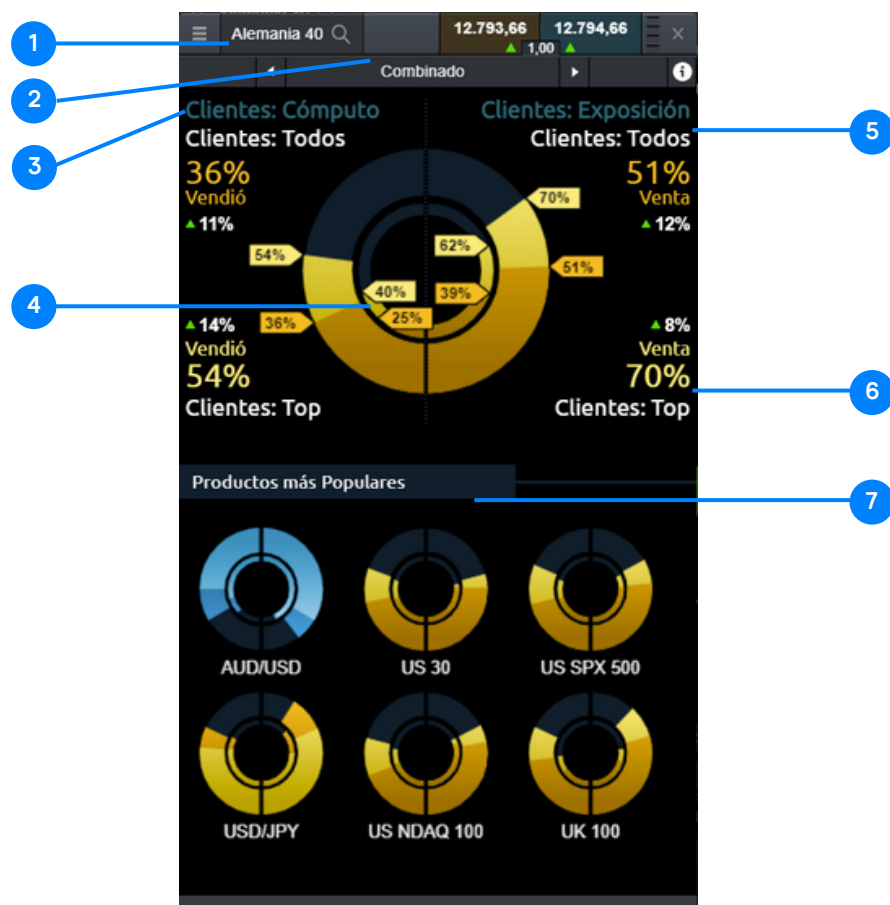 1
Alemania 40
12.793,66
12.794,66
1,00
2
Combinado
i
3
Clientes: Cómputo
Clientes: Exposición
Clientes: Todos
Clientes: Todos
5
36%
51%
Vendió
Venta
11%
12%
70%
54%
62%
51%
4
40%
39%
36%
25%
14%
8%
Vendió
Venta
54%
70%
6
Clientes: Top
Clientes: Top
Productos más Populares
7
AUD/USD
US 30
US SPX 500
USD/JPY
US NDAQ 100
UK 100